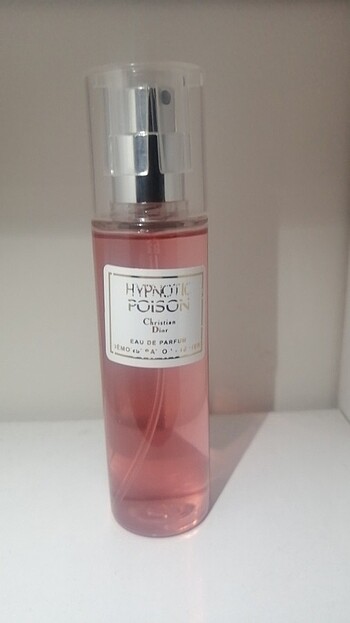 HYPNOTIC
POISON
Christian
Dior
EAU DE PARFUM